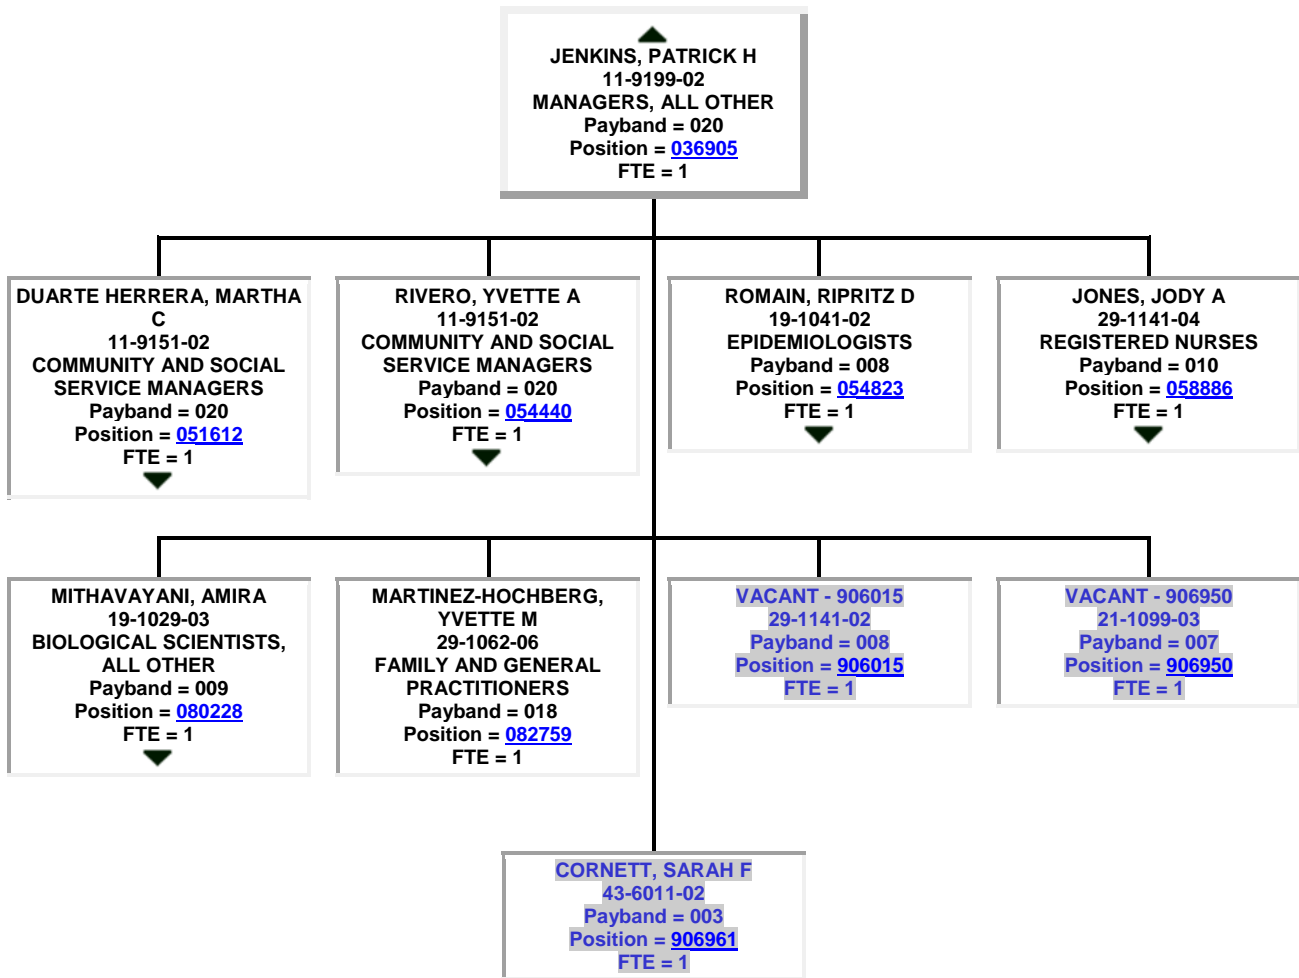 JENKINS, PATRICK H
11-9199-02
MANAGERS, ALL OTHER
Payband = 020
Position = 036905
FTE = 1
DUARTE HERRERA, MARTHA
C
11-9151-02
COMMUNITY AND SOCIAL
SERVICE MANAGERS
Payband = 020
Position = 051612
FTE = 1
RIVERO, YVETTE A
11-9151-02
COMMUNITY AND SOCIAL
SERVICE MANAGERS
Payband = 020
Position = 054440
FTE = 1
ROMAIN, RIPRITZ D
19-1041-02
EPIDEMIOLOGISTS
Payband = 008
Position = 054823
FTE = 1
JONES, JODY A
29-1141-04
REGISTERED NURSES
Payband = 010
Position = 058886
FTE = 1
MITHAVAYANI, AMIRA
19-1029-03
BIOLOGICAL SCIENTISTS,
ALL OTHER
Payband = 009
Position = 080228
FTE = 1
MARTINEZ-HOCHBERG,
YVETTE M
29-1062-06
FAMILY AND GENERAL
PRACTITIONERS
Payband = 018
Position = 082759
FTE = 1
VACANT - 906015
29-1141-02
Payband = 008
Position = 906015
FTE = 1
VACANT - 906950
21-1099-03
Payband = 007
Position = 906950
FTE = 1
CORNETT, SARAH F
43-6011-02
Payband = 003
Position = 906961
FTE = 1